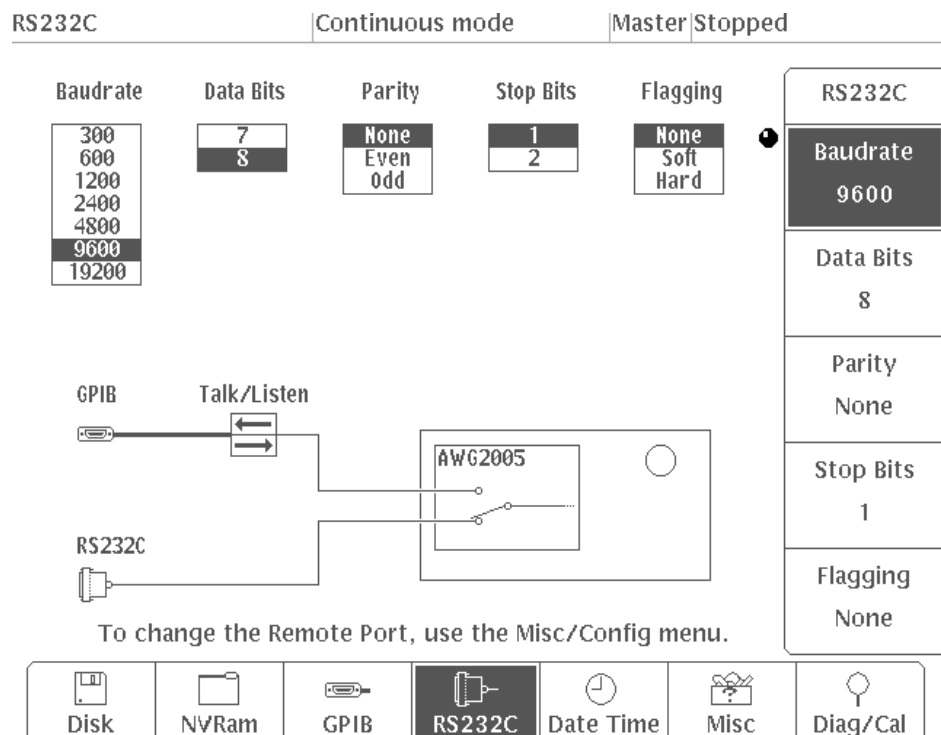 RS232C Continuous mode Master Stopped
Baudrate
300
600
1200
2400
4800
9600
19200
Data Bits
7
8
Parity
None
Even
Odd
Stop Bits
1
2
Flagging
None
Soft
Hard
RS232C
Baudrate
9600
Data Bits
8
Parity
None
Stop Bits
1
Flagging
None
GPIB
Talk/Listen
AWG2005
RS232C
To change the Remote Port, use the Misc/Config menu.
Disk NVRam GPIB RS232C Date Time Misc Diag/Cal